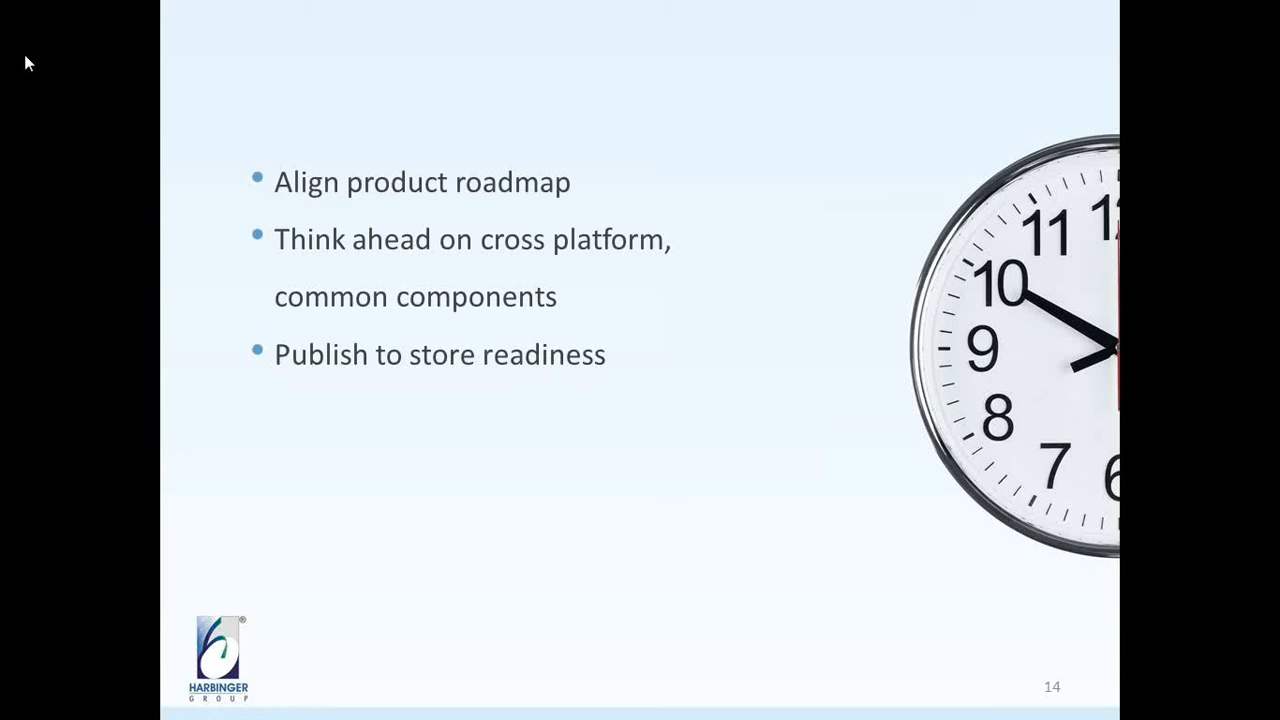 • Align product roadmap
• Think ahead on cross platform,
common components
• Publish to store readiness
11
10
9
8
7
6
HARBINGER
GROUP
®
14